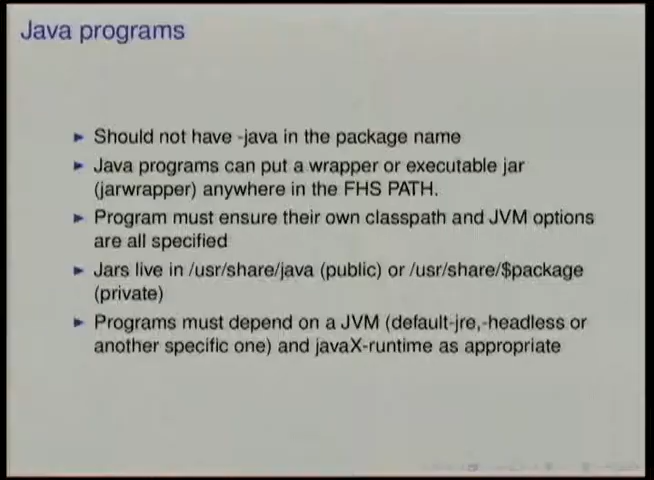 Java programs
Should not have -java in the package name
Java programs can put a wrapper or executable jar
(jarwrapper) anywhere in the FHS PATH.
Program must ensure their own classpath and JVM options
are all specified
Jars live in /usr/share/java (public) or /usr/share/$package
(private)
Programs must depend on a JVM (default-jre,-headless or
another specific one) and javaX-runtime as appropriate